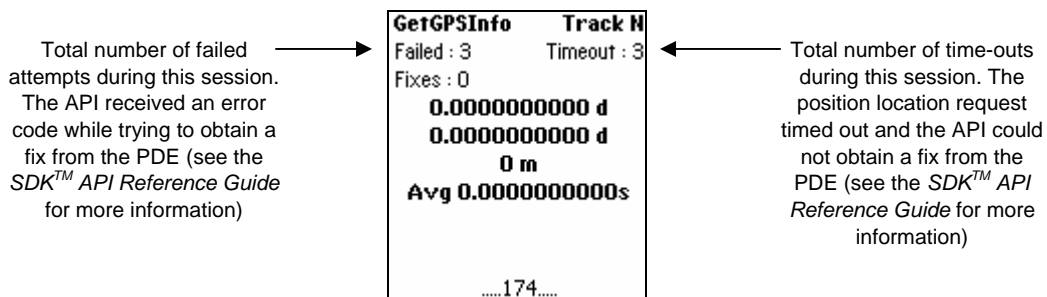 Total number of failed
attempts during this session.
The API received an error
code while trying to obtain a
fix from the PDE (see the
SDK™ API Reference Guide
for more information)
GetGPSInfo Track N
Failed : 3 Timeout : 3
Fixes : 0
0.0000000000 d
0.0000000000 d
0 m
Avg 0.0000000000s
.....174.....
Total number of time-outs
during this session. The
position location request
timed out and the API could
not obtain a fix from the
PDE (see the SDK™ API
Reference Guide for more
information)